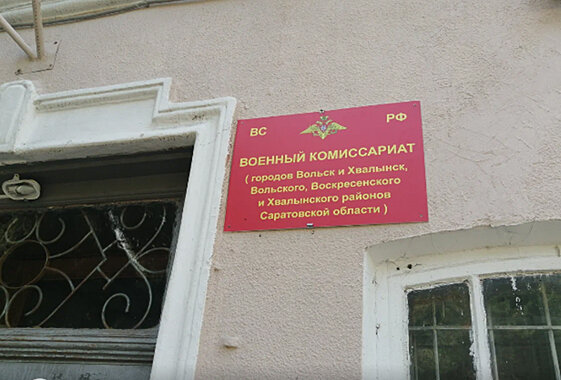 ВС РФ
ВОЕННЫЙ КОМИССАРИАТ
( городов Вольск и Хвалынск,
Вольского, Воскресенского
и Хвалынского районов
Саратовской области )